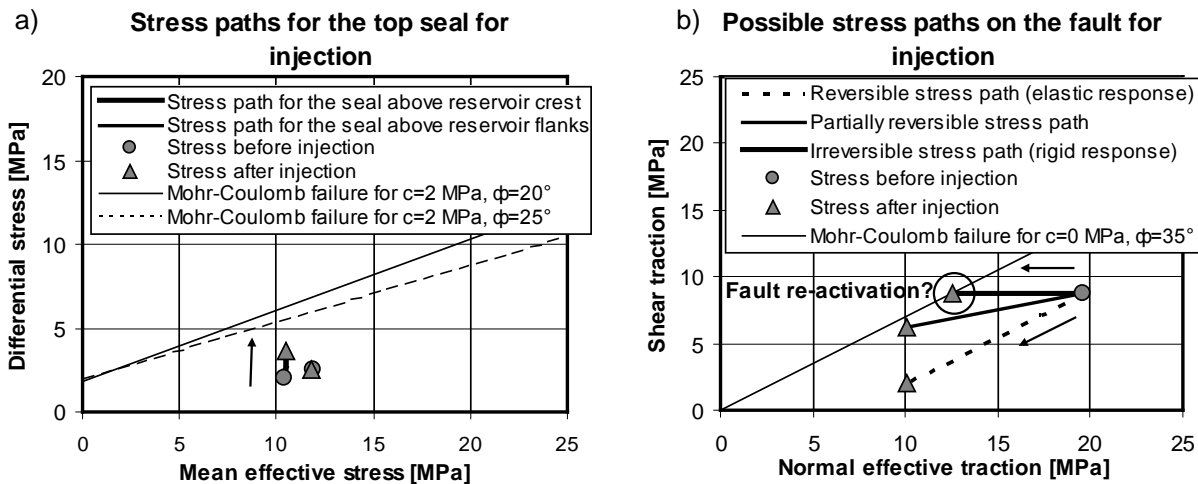 a)
Stress paths for the top seal for
injection
20
15
10
5
0
Differential stress [MPa]
Stress path for the seal above reservoir crest
Stress path for the seal above reservoir flanks
Stress before injection
Stress after injection
Mohr-Coulomb failure for c=2 MPa, ф=20°
Mohr-Coulomb failure for c=2 MPa, ф=25°
0 5 10 15 20 25
Mean effective stress [MPa]
b)
Possible stress paths on the fault for
injection
25
20
15
10
5
0
Shear traction [MPa]
Reversible stress path (elastic response)
Partially reversible stress path
Irreversible stress path (rigid response)
Stress before injection
Stress after injection
Mohr-Coulomb failure for c=0 MPa, ф=35°
Fault re-activation?
0 5 10 15 20 25
Normal effective traction [MPa]